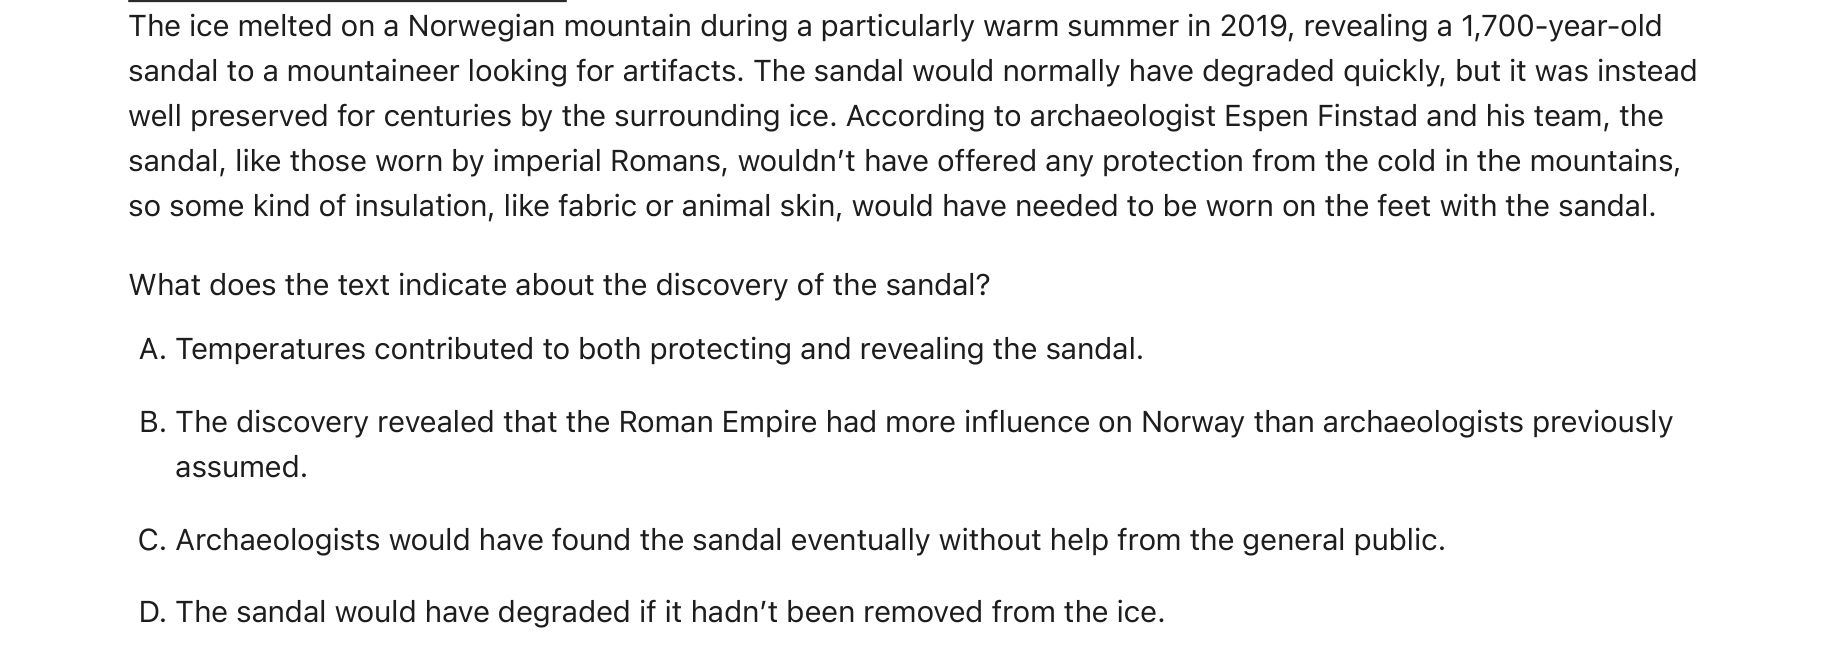 The ice melted on a Norwegian mountain during a particularly warm summer in 2019, revealing a 1,700-year-old
sandal to a mountaineer looking for artifacts. The sandal would normally have degraded quickly, but it was instead
well preserved for centuries by the surrounding ice. According to archaeologist Espen Finstad and his team, the
sandal, like those worn by imperial Romans, wouldn't have offered any protection from the cold in the mountains,
so some kind of insulation, like fabric or animal skin, would have needed to be worn on the feet with the sandal.
What does the text indicate about the discovery of the sandal?
A. Temperatures contributed to both protecting and revealing the sandal.
B. The discovery revealed that the Roman Empire had more influence on Norway than archaeologists previously
assumed.
C. Archaeologists would have found the sandal eventually without help from the general public.
D. The sandal would have degraded if it hadn't been removed from the ice.